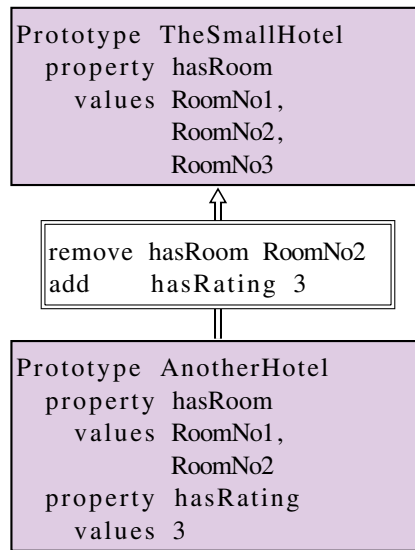 Prototype TheSmallHotel
property hasRoom
values RoomNo1,
RoomNo2,
RoomNo3
remove hasRoom RoomNo2
add hasRating 3
Prototype AnotherHotel
property hasRoom
values RoomNo1,
RoomNo2
property hasRating
values 3